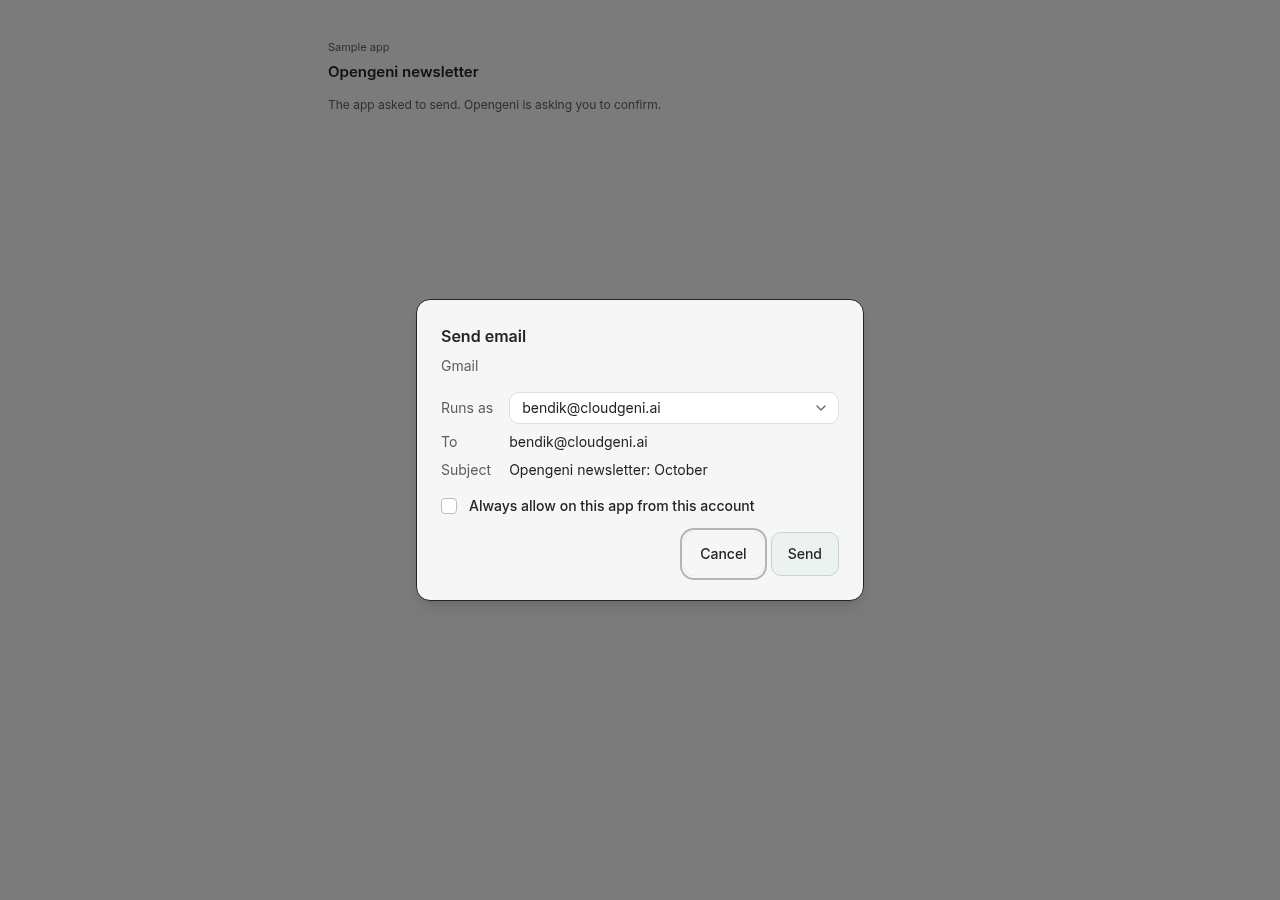 Sample app
Opengeni newsletter
The app asked to send. Opengeni is asking you to confirm.
Send email
Gmail
Runs as bendik@cloudgeni.ai
To bendik@cloudgeni.ai
Subject Opengeni newsletter: October
Always allow on this app from this account
Cancel Send